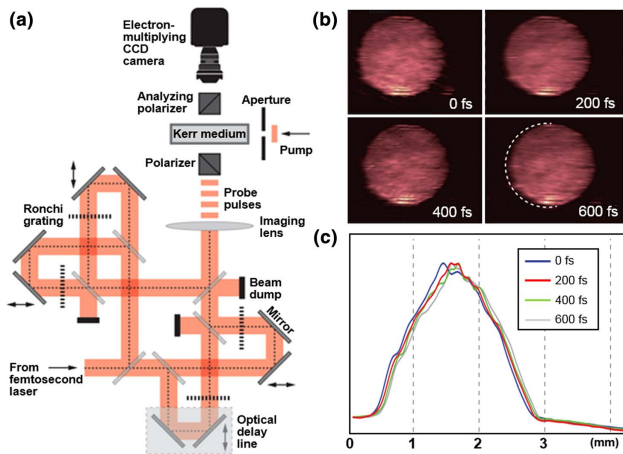 (a)
Electron-
multiplying
CCD
camera
Analyzing
polarizer
Aperture
Kerr medium
Pump
Polarizer
Probe
pulses
Ronchi
grating
Imaging
lens
Beam
dump
Mirror
From
femtosecond
laser
Optical
delay
line
(b)
0 fs
200 fs
400 fs
600 fs
(c)
0 fs
200 fs
400 fs
600 fs
0
1
2
3
(mm)